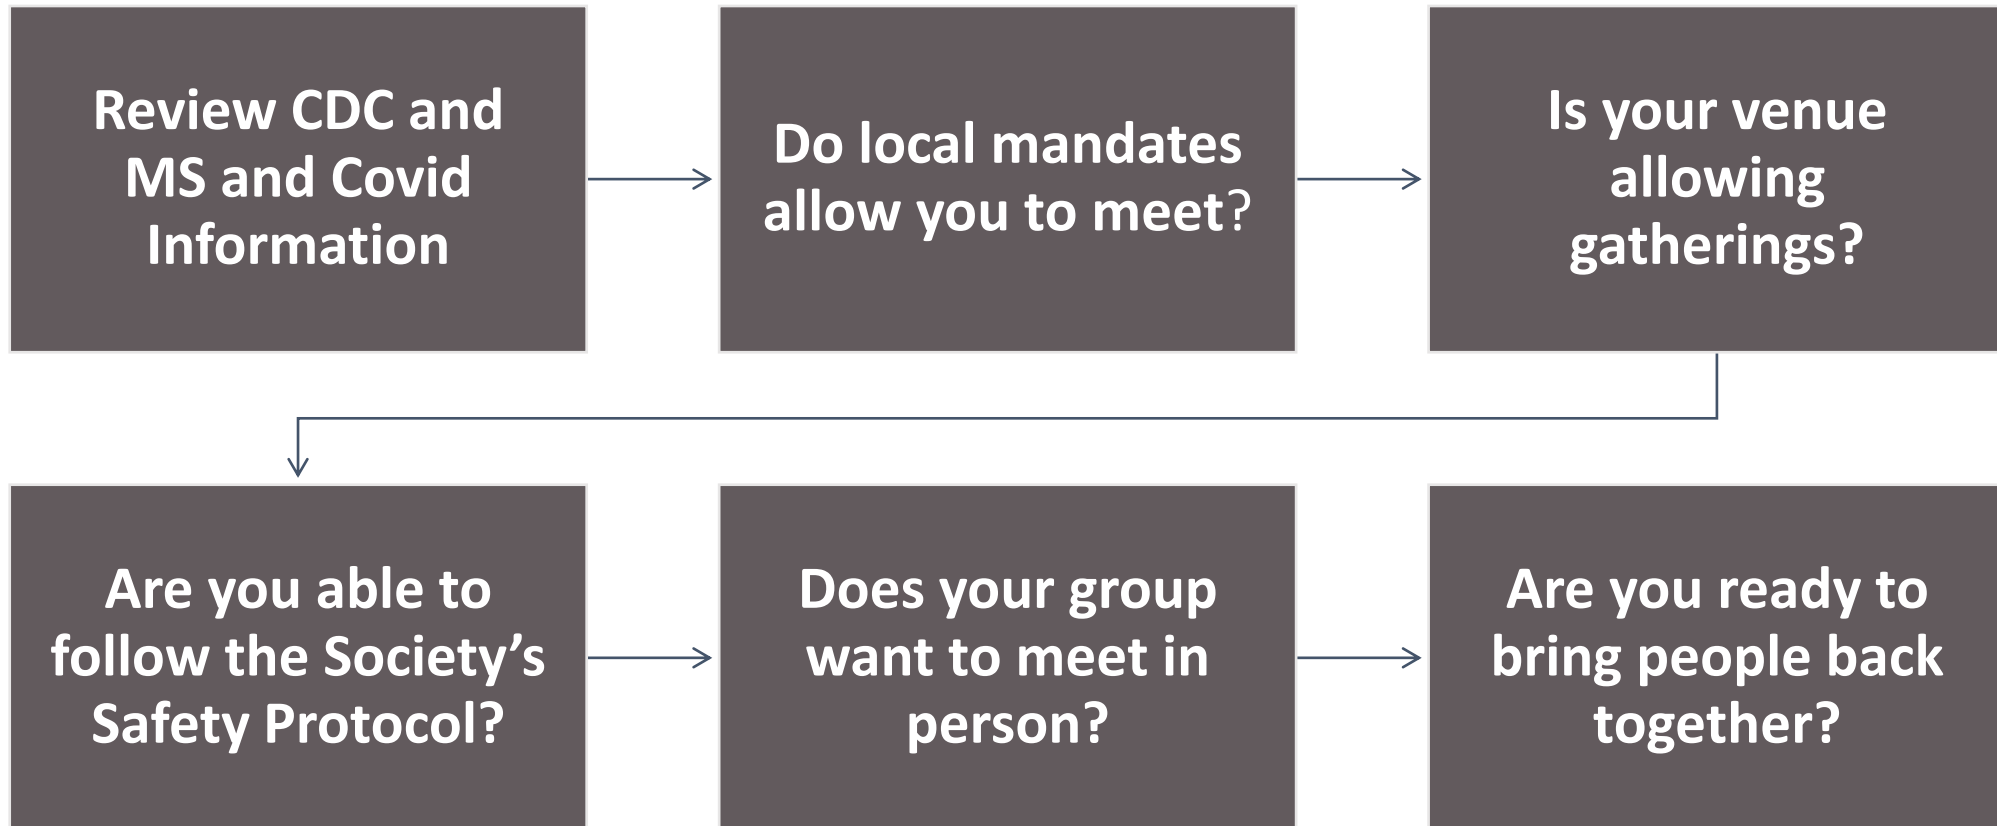 Review CDC and
MS and Covid
Information
Do local mandates
allow you to meet?
Is your venue
allowing
gatherings?
Are you able to
follow the Society’s
Safety Protocol?
Does your group
want to meet in
person?
Are you ready to
bring people back
together?